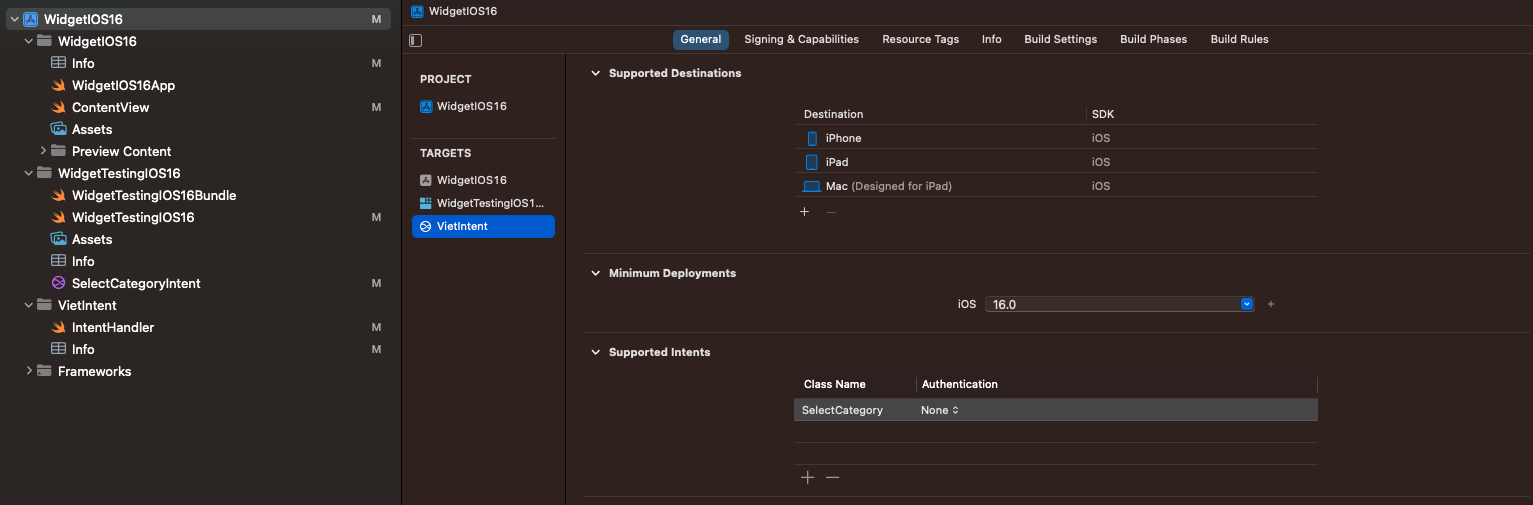 WidgetIOS16 M
WidgetIOS16
Info M
WidgetIOS16App
ContentView M
Assets
Preview Content
WidgetTestingIOS16
WidgetTestingIOS16Bundle
WidgetTestingIOS16 M
Assets
Info
SelectCategoryIntent M
VietIntent
IntentHandler M
Info M
Frameworks
WidgetIOS16
General Signing & Capabilities Resource Tags Info Build Settings Build Phases Build Rules
PROJECT
WidgetIOS16
TARGETS
WidgetIOS16
WidgetTestingIOS1...
VietIntent
Supported Destinations
Destination SDK
iPhone iOS
iPad iOS
Mac (Designed for iPad) iOS
Minimum Deployments
iOS 16.0
Supported Intents
Class Name Authentication
SelectCategory None